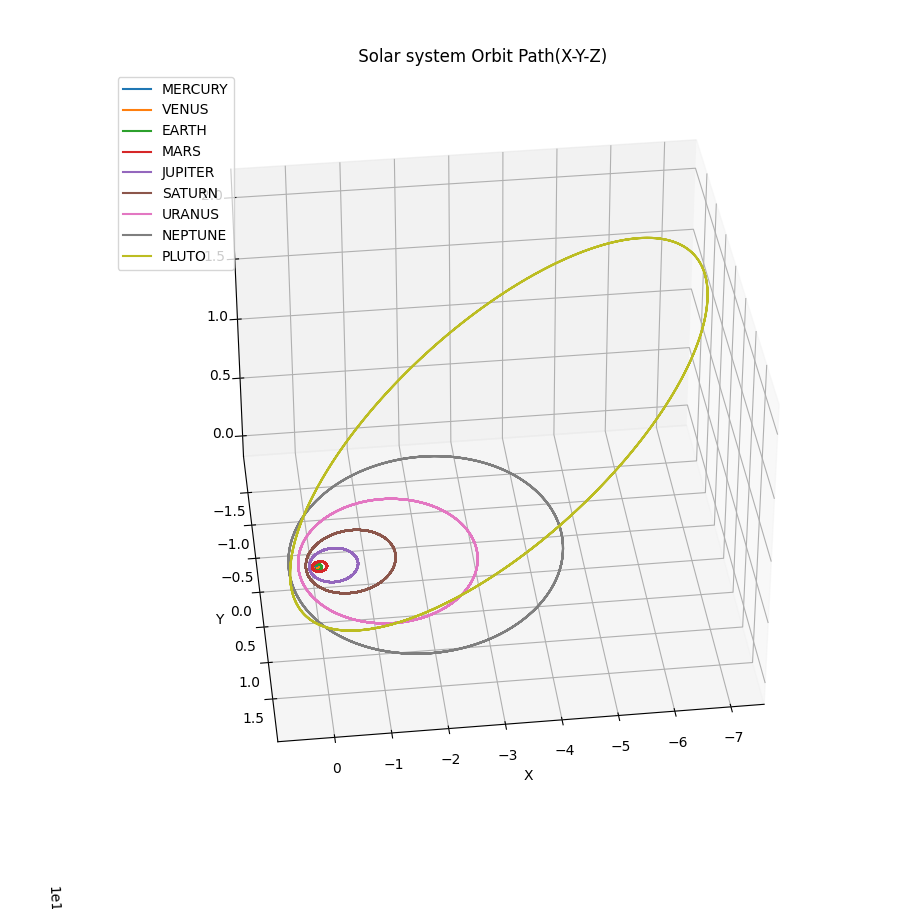 Solar system Orbit Path(X-Y-Z)
MERCURY
VENUS
EARTH
MARS
JUPITER
SATURN
URANUS
NEPTUNE
PLUTO
1.0
0.5
0.0
−1.5
−1.0
−0.5
0.0
0.5
1.0
1.5
Y
0
−1
−2
−3
−4
−5
−6
−7
X
1e1